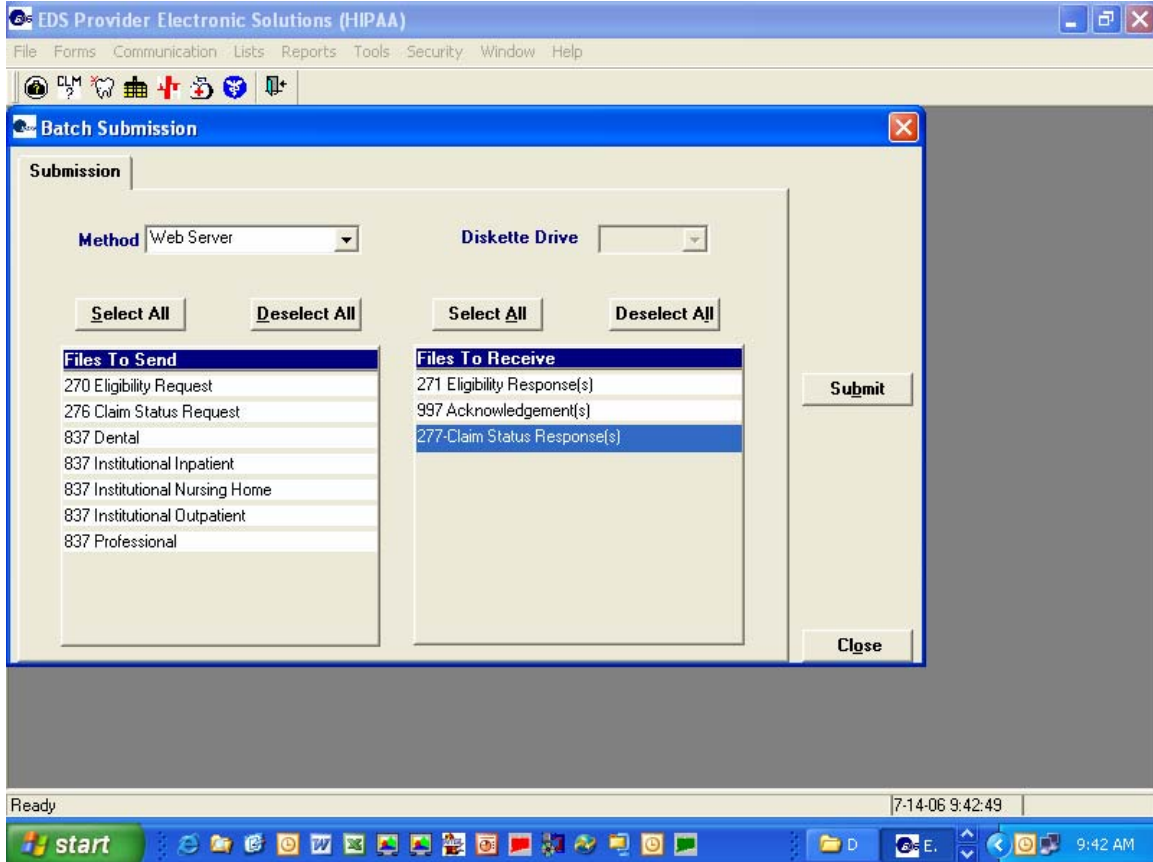 EDS Provider Electronic Solutions (HIPAA)
File Forms Communication Lists Reports Tools Security Window Help
CLM ?
Batch Submission
Submission
Method Web Server Diskette Drive
Select All Deselect All Select All Deselect All
Files To Send
270 Eligibility Request
276 Claim Status Request
837 Dental
837 Institutional Inpatient
837 Institutional Nursing Home
837 Institutional Outpatient
837 Professional
Files To Receive
271 Eligibility Response(s)
997 Acknowledgement(s)
277-Claim Status Response(s)
Submit
Close
Ready 7-14-06 9:42:49
start D E. 9:42 AM